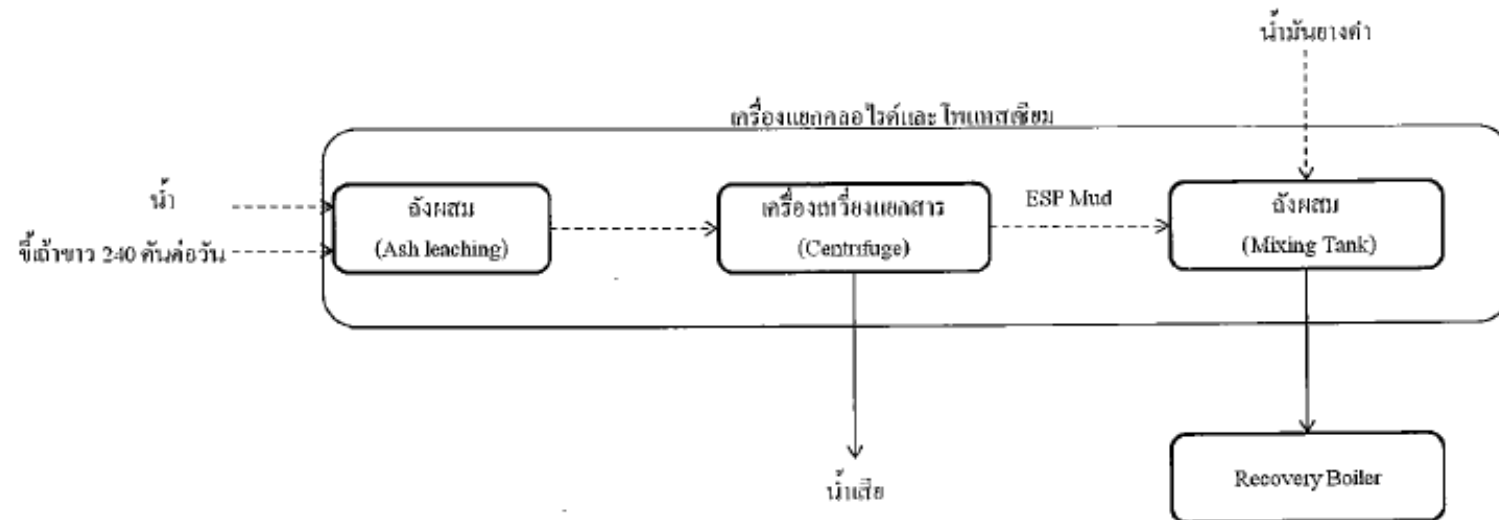 น้ำมันยางดำ
เครื่องแยกคลอไรด์และโพแทสเซียม
น้ำ
ขี้เถ้าขาว 240 ตันต่อวัน
ถังผสม
(Ash leaching)
เครื่องเหวี่ยงแยกสาร
(Centrifuge)
ESP Mud
ถังผสม
(Mixing Tank)
น้ำเสีย
Recovery Boiler